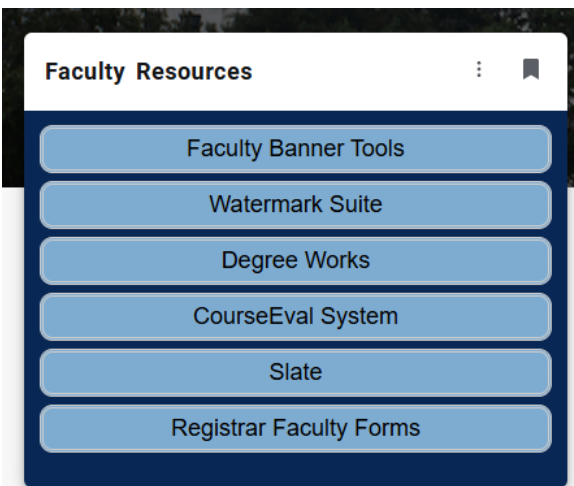 Faculty Resources
Faculty Banner Tools
Watermark Suite
Degree Works
CourseEval System
Slate
Registrar Faculty Forms